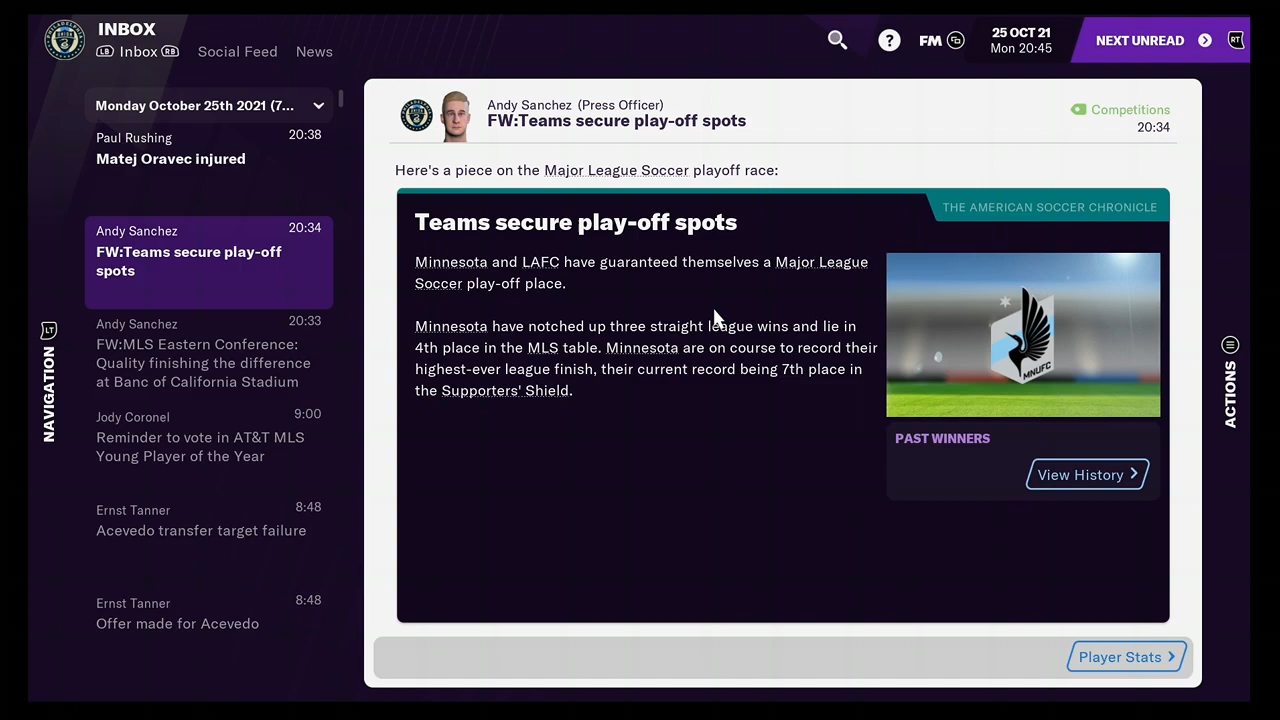 INBOX
LB Inbox RB Social Feed News
FM
25 OCT 21
Mon 20:45
NEXT UNREAD RT
Monday October 25th 2021 (7...
Paul Rushing 20:38
Matej Oravec injured
Andy Sanchez 20:34
FW:Teams secure play-off
spots
Andy Sanchez 20:33
FW:MLS Eastern Conference:
Quality finishing the difference
at Banc of California Stadium
Jody Coronel 9:00
Reminder to vote in AT&T MLS
Young Player of the Year
Ernst Tanner 8:48
Acevedo transfer target failure
Ernst Tanner 8:48
Offer made for Acevedo
LT
NAVIGATION
Andy Sanchez (Press Officer)
FW:Teams secure play-off spots
Competitions
20:34
Here's a piece on the Major League Soccer playoff race:
THE AMERICAN SOCCER CHRONICLE
Teams secure play-off spots
Minnesota and LAFC have guaranteed themselves a Major League
Soccer play-off place.
Minnesota have notched up three straight league wins and lie in
4th place in the MLS table. Minnesota are on course to record their
highest-ever league finish, their current record being 7th place in
the Supporters' Shield.
MNUFC
PAST WINNERS
View History
Player Stats
ACTIONS